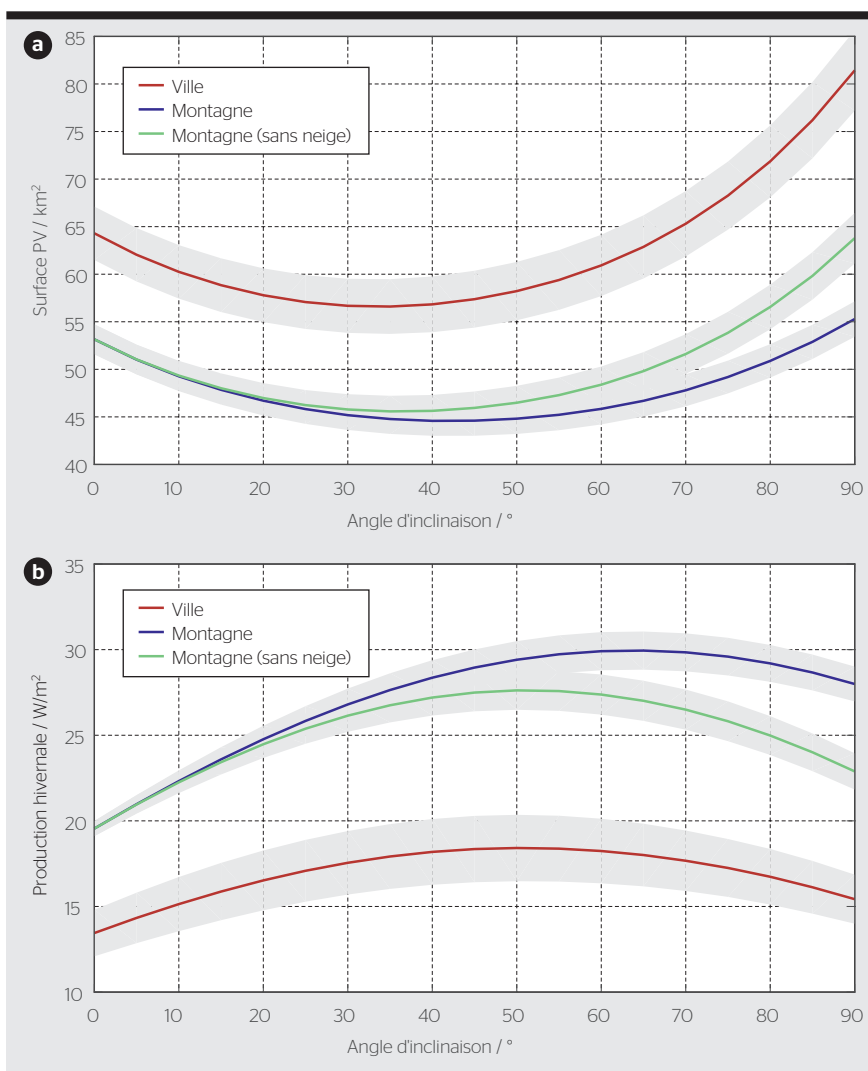 a
85
80
75
70
65
60
55
50
45
40
Surface PV / km²
Ville
Montagne
Montagne (sans neige)
0 10 20 30 40 50 60 70 80 90
Angle d'inclinaison / °
b
35
30
25
20
15
10
Production hivernale / W/m²
Ville
Montagne
Montagne (sans neige)
0 10 20 30 40 50 60 70 80 90
Angle d'inclinaison / °